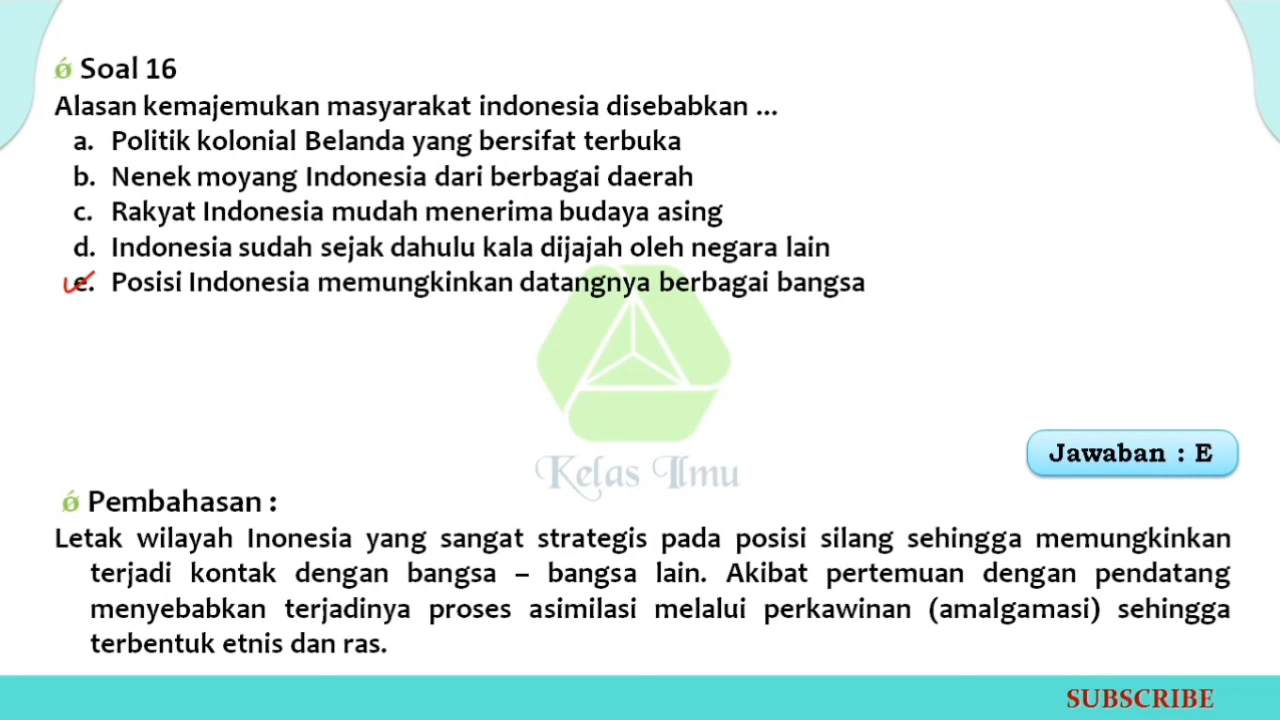 ǿ Soal 16
Alasan kemajemukan masyarakat indonesia disebabkan ...
a. Politik kolonial Belanda yang bersifat terbuka
b. Nenek moyang Indonesia dari berbagai daerah
c. Rakyat Indonesia mudah menerima budaya asing
d. Indonesia sudah sejak dahulu kala dijajah oleh negara lain
e. Posisi Indonesia memungkinkan datangnya berbagai bangsa
Kelas Ilmu
Jawaban : E
ǿ Pembahasan :
Letak wilayah Inonesia yang sangat strategis pada posisi silang sehingga memungkinkan
terjadi kontak dengan bangsa – bangsa lain. Akibat pertemuan dengan pendatang
menyebabkan terjadinya proses asimilasi melalui perkawinan (amalgamasi) sehingga
terbentuk etnis dan ras.
SUBSCRIBE